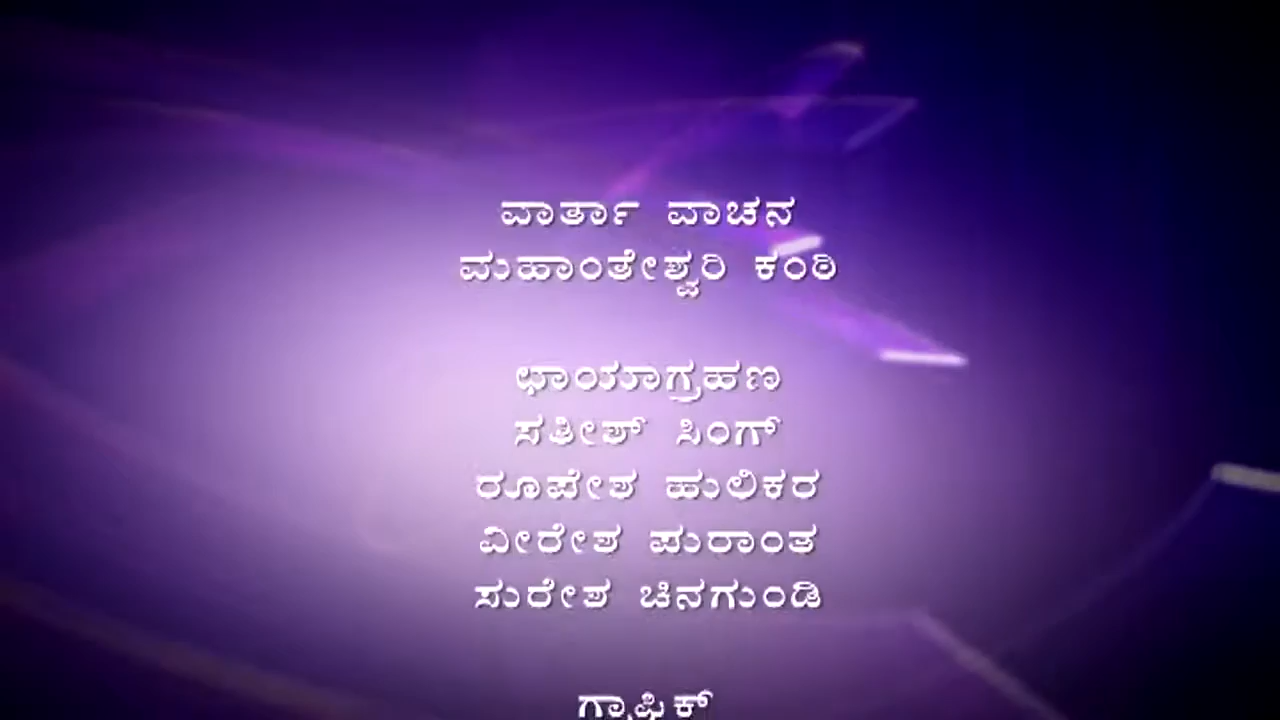 ವಾರ್ತಾ ವಾಚನ
ಮಹಾಂತೇಶ್ವರಿ ಕಂಠಿ
ಛಾಯಾಗ್ರಹಣ
ಸತೀಶ್ ಸಿಂಗ್
ರೂಪೇಶ ಹುಲಿಕರ
ವೀರೇಶ ಪುರಾಂತ
ಸುರೇಶ ಚಿನಗುಂಡಿ
ಗ್ರಾಫಿಕ್